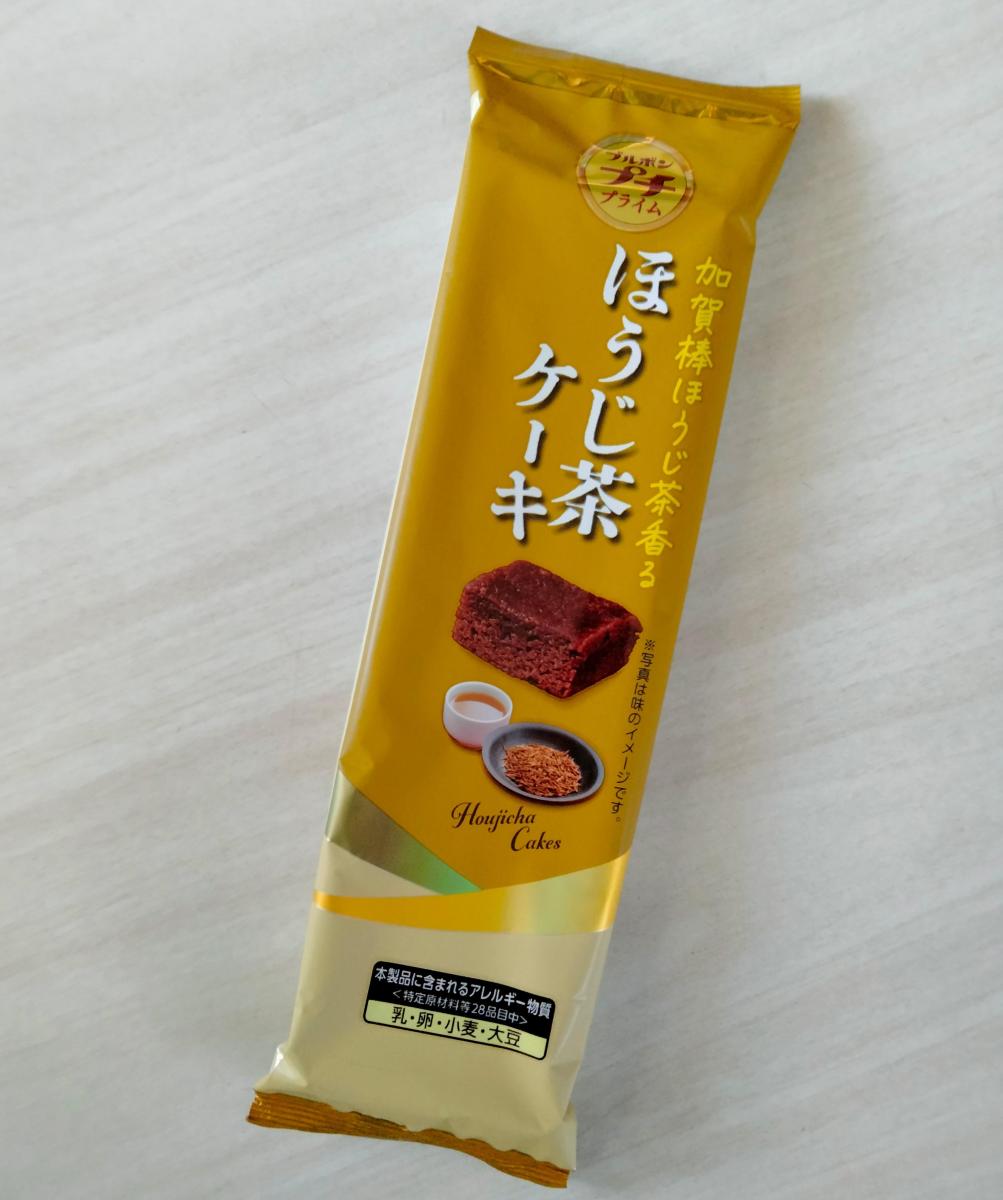 ブルボン
プチ
プライム
加賀棒ほうじ茶香る
ほうじ茶
ケーキ
※写真は味のイメージです。
Houjicha
Cakes
本製品に含まれるアレルギー物質
<特定原材料等28品目中>
乳・卵・小麦・大豆